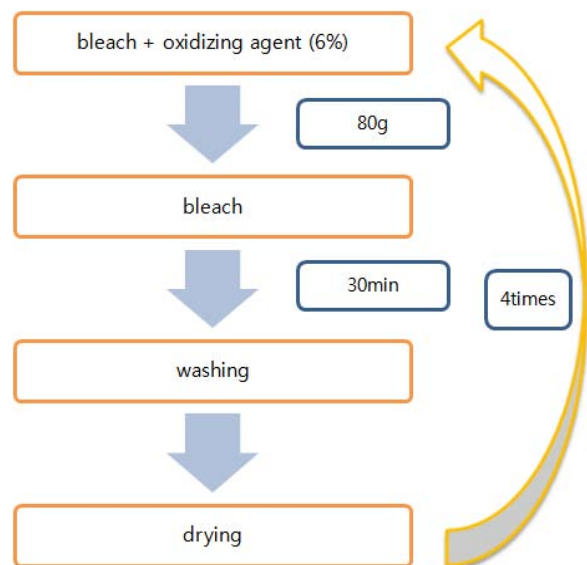 bleach + oxidizing agent (6%)
80g
bleach
30min
4times
washing
drying